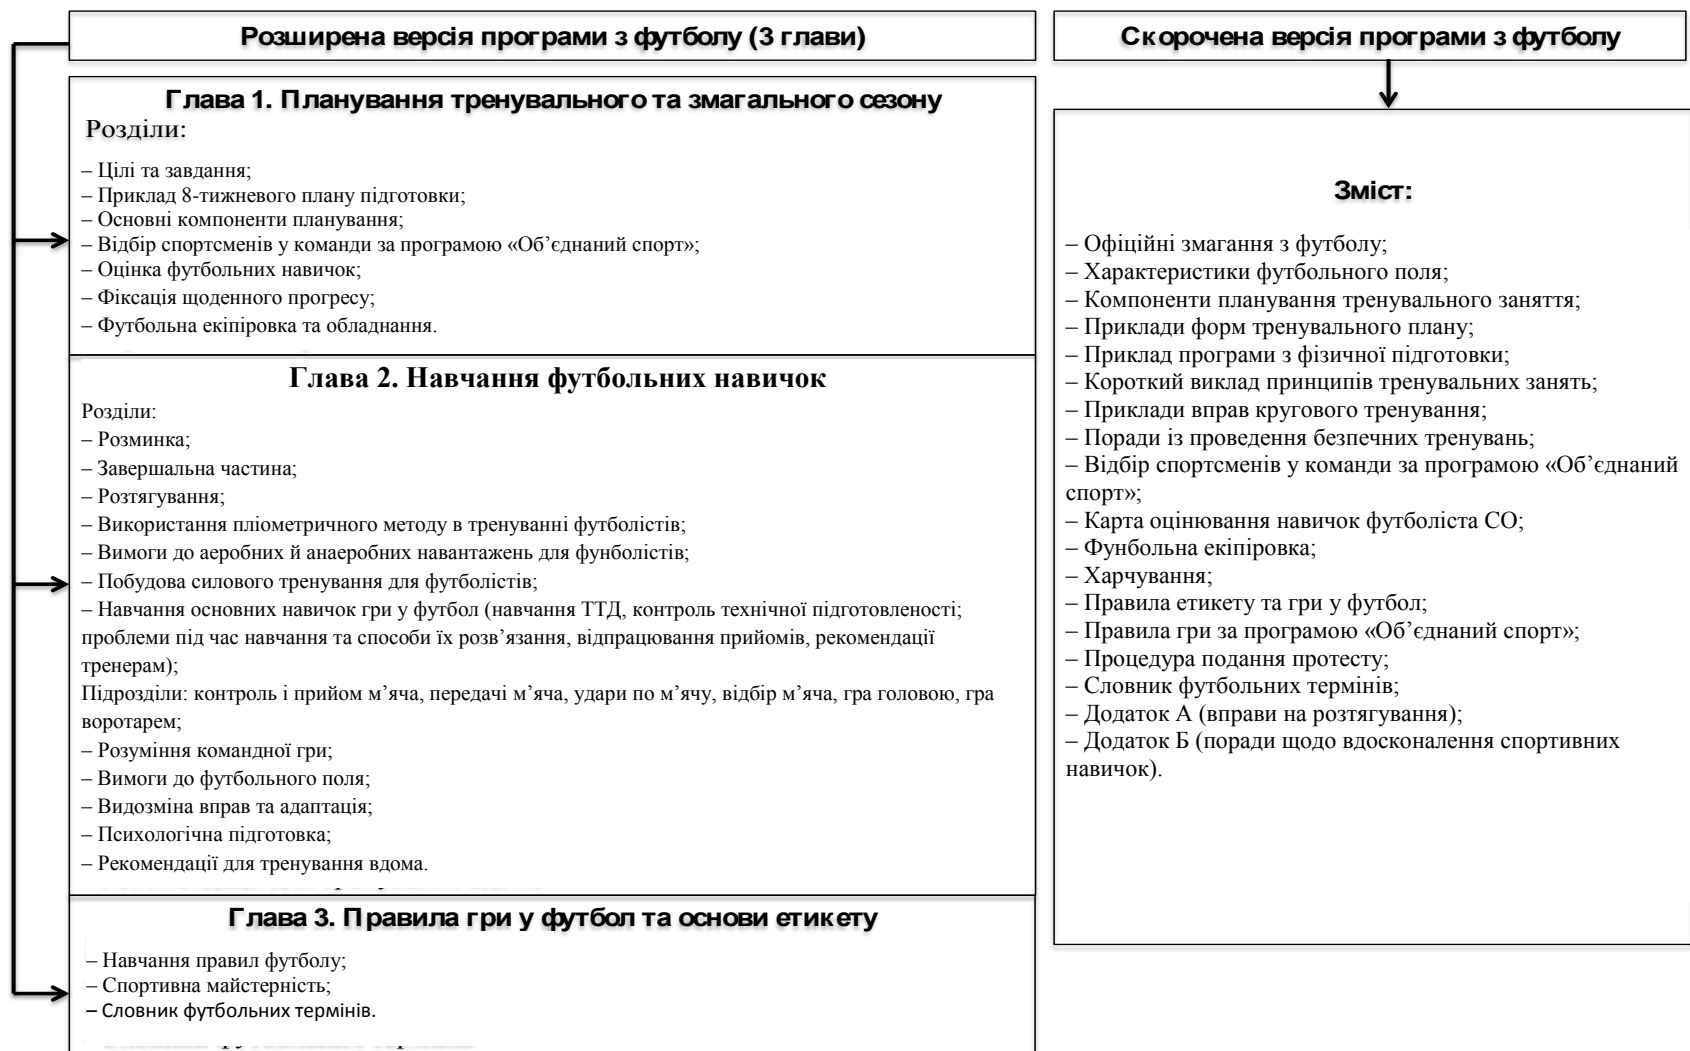 Розширена версія програми з футболу (3 глави)
Глава 1. Планування тренувального та змагального сезону
Розділи:
– Цілі та завдання;
– Приклад 8-тижневого плану підготовки;
– Основні компоненти планування;
– Відбір спортсменів у команди за програмою «Об’єднаний спорт»;
– Оцінка футбольних навичок;
– Фіксація щоденного прогресу;
– Футбольна екіпіровка та обладнання.
Глава 2. Навчання футбольних навичок
Розділи:
– Розминка;
– Завершальна частина;
– Розтягування;
– Використання пліометричного методу в тренуванні футболістів;
– Вимоги до аеробних й анаеробних навантажень для фунболістів;
– Побудова силового тренування для футболістів;
– Навчання основних навичок гри у футбол (навчання ТТД, контроль технічної підготовленості;
проблеми під час навчання та способи їх розв’язання, відпрацювання прийомів, рекомендації
тренерам);
Підрозділи: контроль і прийом м’яча, передачі м’яча, удари по м’ячу, відбір м’яча, гра головою, гра
воротарем;
– Розуміння командної гри;
– Вимоги до футбольного поля;
– Видозміна вправ та адаптація;
– Психологічна підготовка;
– Рекомендації для тренування вдома.
Глава 3. Правила гри у футбол та основи етикету
– Навчання правил футболу;
– Спортивна майстерність;
– Словник футбольних термінів.
Скорочена версія програми з футболу
Зміст:
– Офіційні змагання з футболу;
– Характеристики футбольного поля;
– Компоненти планування тренувального заняття;
– Приклади форм тренувального плану;
– Приклад програми з фізичної підготовки;
– Короткий виклад принципів тренувальних занять;
– Приклади вправ кругового тренування;
– Поради із проведення безпечних тренувань;
– Відбір спортсменів у команди за програмою «Об’єднаний
спорт»;
– Карта оцінювання навичок футболіста СО;
– Фунбольна екіпіровка;
– Харчування;
– Правила етикету та гри у футбол;
– Правила гри за програмою «Об’єднаний спорт»;
– Процедура подання протесту;
– Словник футбольних термінів;
– Додаток А (вправи на розтягування);
– Додаток Б (поради щодо вдосконалення спортивних
навичок).